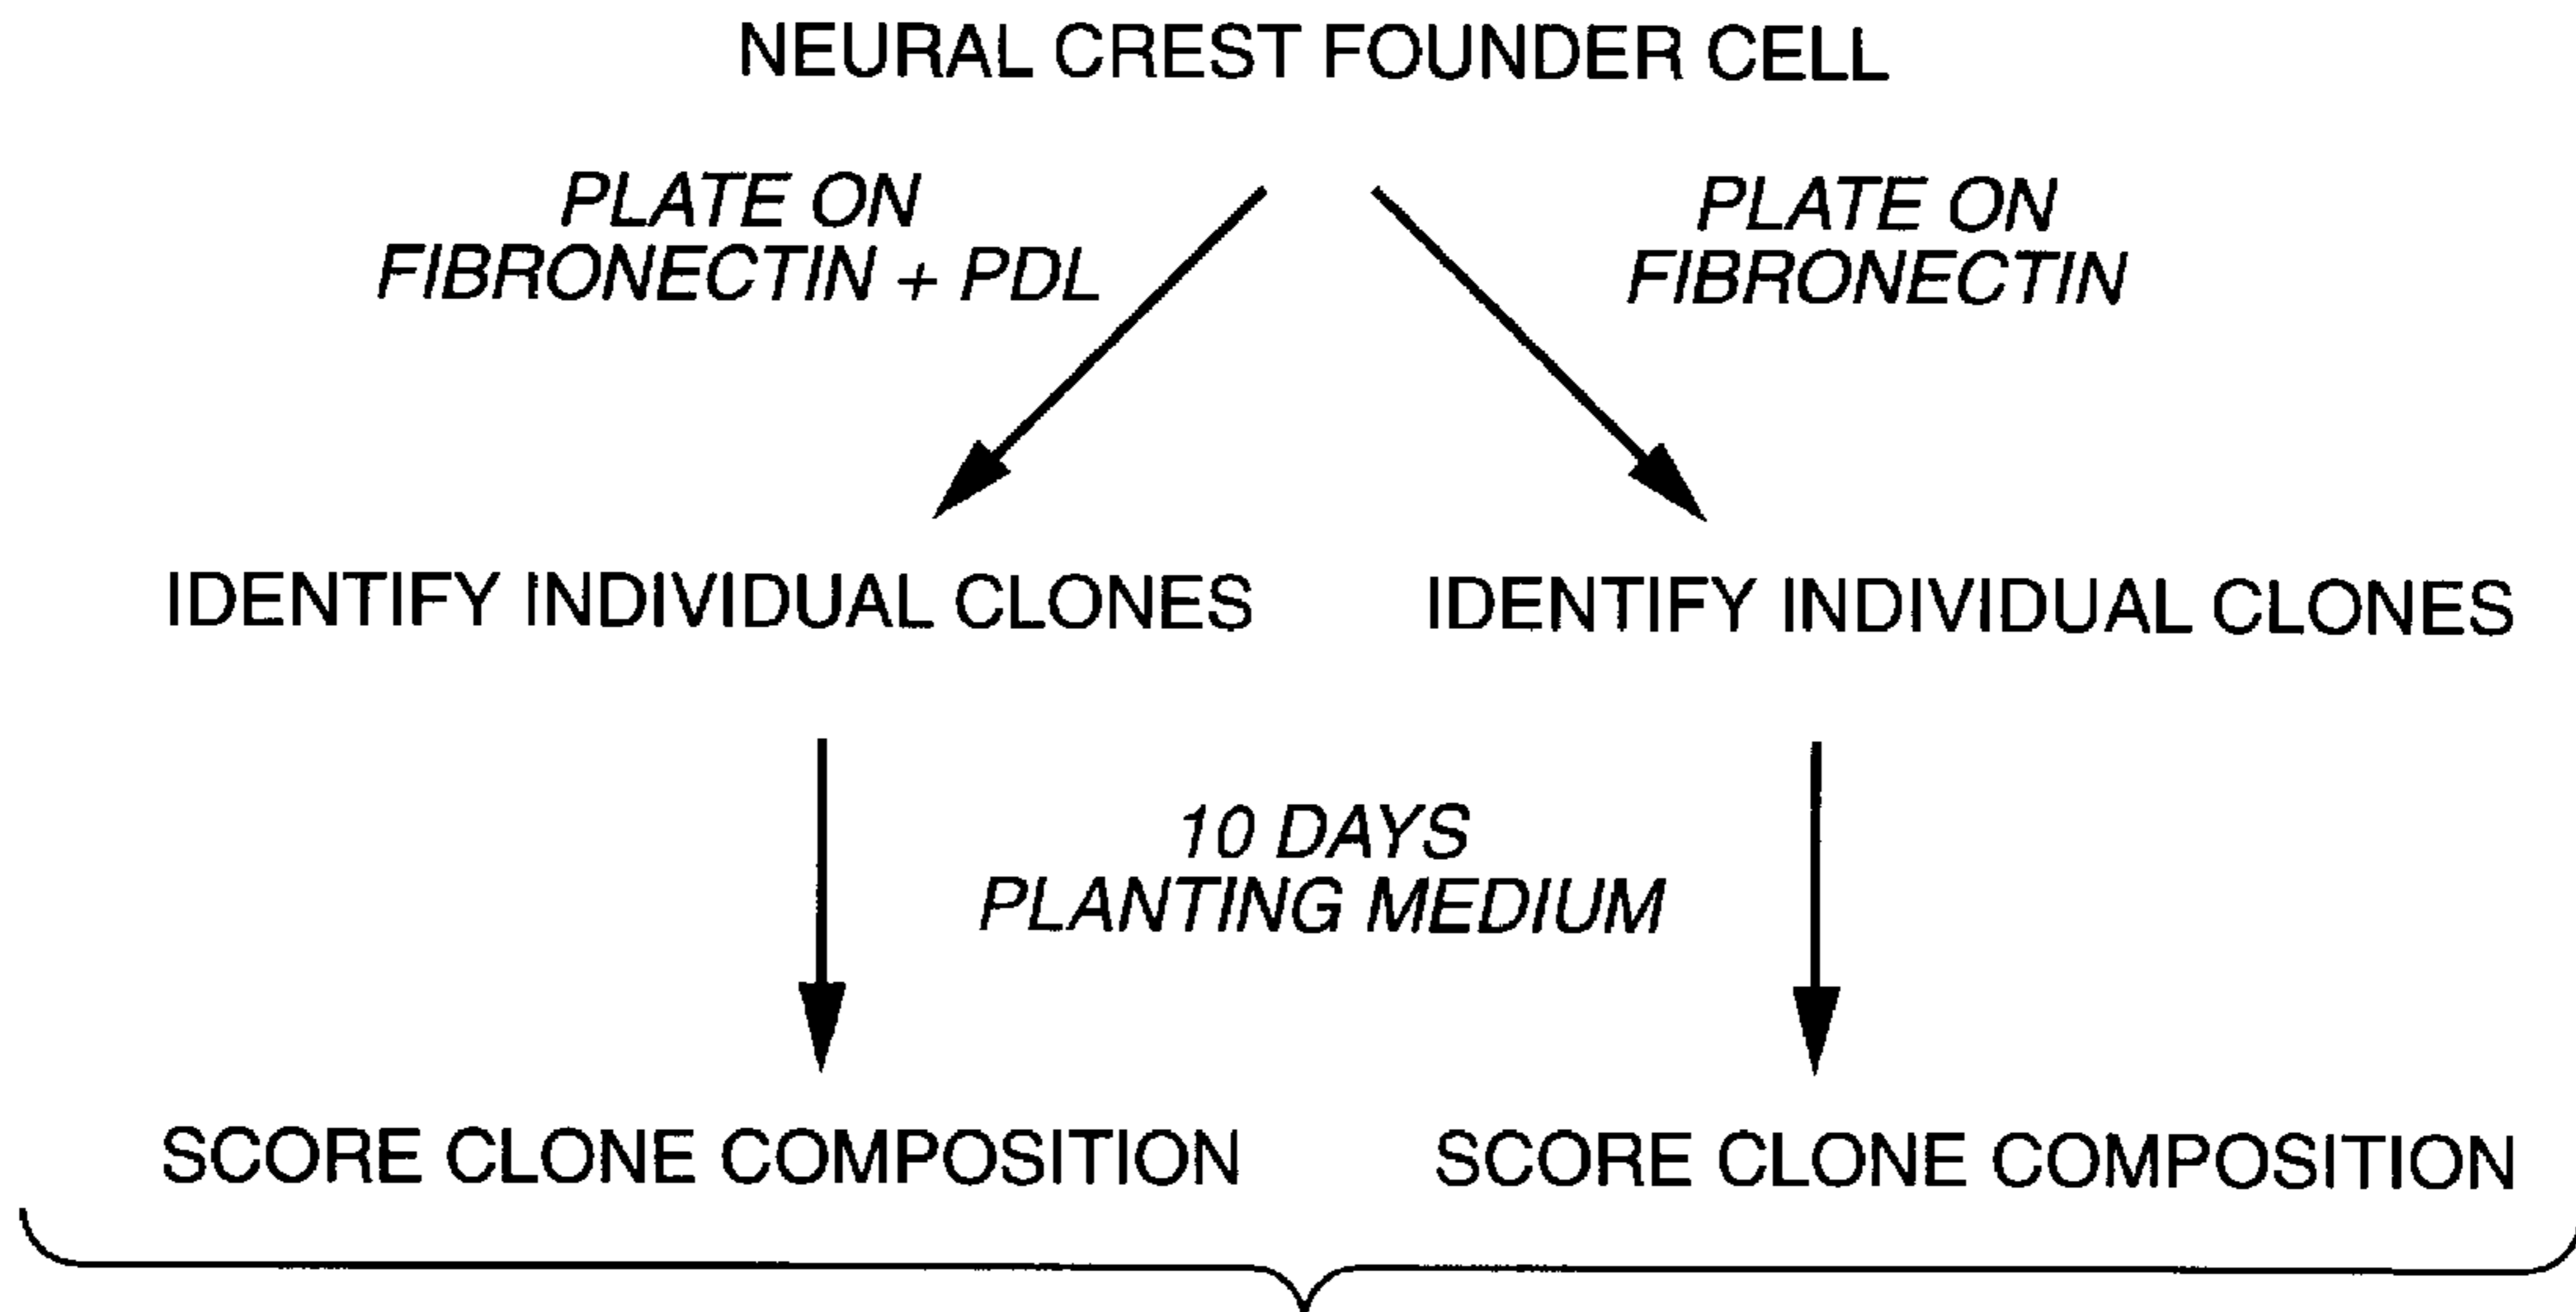 NEURAL CREST FOUNDER CELL
PLATE ON
FIBRONECTIN + PDL
PLATE ON
FIBRONECTIN
IDENTIFY INDIVIDUAL CLONES
IDENTIFY INDIVIDUAL CLONES
10 DAYS
PLANTING MEDIUM
SCORE CLONE COMPOSITION
SCORE CLONE COMPOSITION